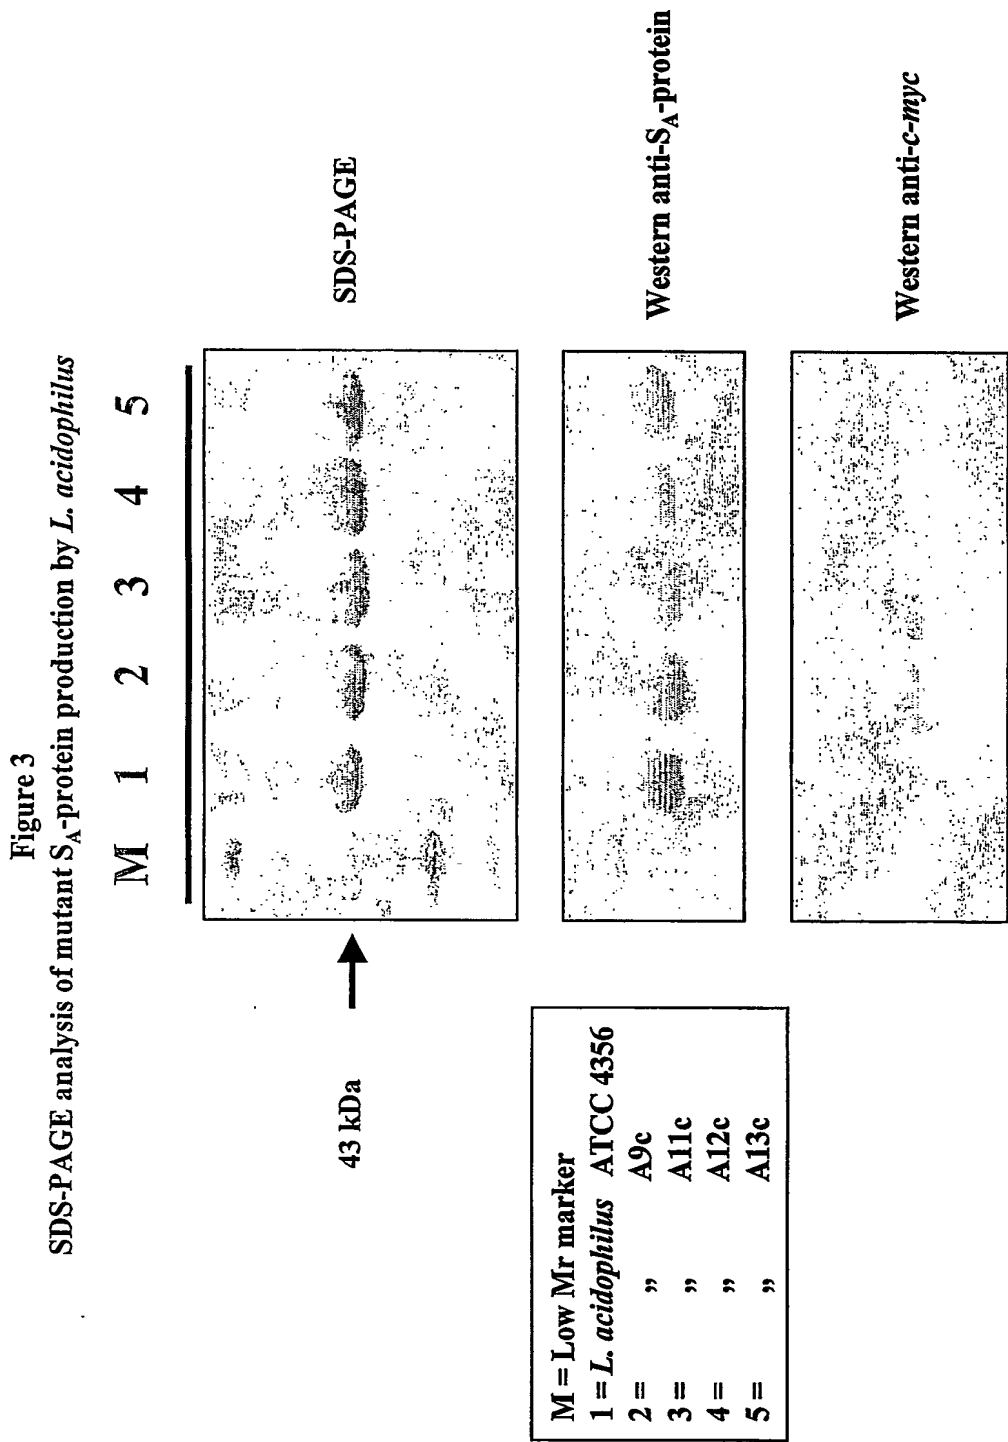 Figure 3
SDS-PAGE analysis of mutant S_A-protein production by L. acidophilus
M 1 2 3 4 5
43 kDa
SDS-PAGE
Western anti-S_A-protein
Western anti-c-myc
M = Low Mr marker
1 = L. acidophilus ATCC 4356
2 = ” A9c
3 = ” A11c
4 = ” A12c
5 = ” A13c